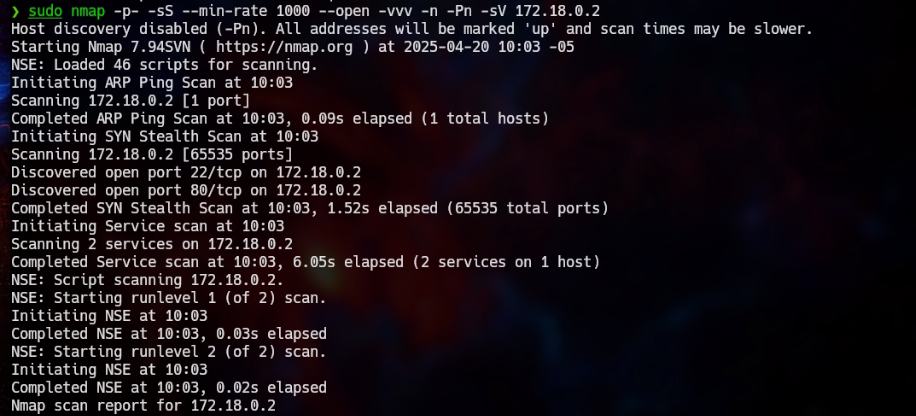 ❯ sudo nmap -p- -sS --min-rate 1000 --open -vvv -n -Pn -sV 172.18.0.2
Host discovery disabled (-Pn). All addresses will be marked 'up' and scan times may be slower.
Starting Nmap 7.94SVN ( https://nmap.org ) at 2025-04-20 10:03 -05
NSE: Loaded 46 scripts for scanning.
Initiating ARP Ping Scan at 10:03
Scanning 172.18.0.2 [1 port]
Completed ARP Ping Scan at 10:03, 0.09s elapsed (1 total hosts)
Initiating SYN Stealth Scan at 10:03
Scanning 172.18.0.2 [65535 ports]
Discovered open port 22/tcp on 172.18.0.2
Discovered open port 80/tcp on 172.18.0.2
Completed SYN Stealth Scan at 10:03, 1.52s elapsed (65535 total ports)
Initiating Service scan at 10:03
Scanning 2 services on 172.18.0.2
Completed Service scan at 10:03, 6.05s elapsed (2 services on 1 host)
NSE: Script scanning 172.18.0.2.
NSE: Starting runlevel 1 (of 2) scan.
Initiating NSE at 10:03
Completed NSE at 10:03, 0.03s elapsed
NSE: Starting runlevel 2 (of 2) scan.
Initiating NSE at 10:03
Completed NSE at 10:03, 0.02s elapsed
Nmap scan report for 172.18.0.2